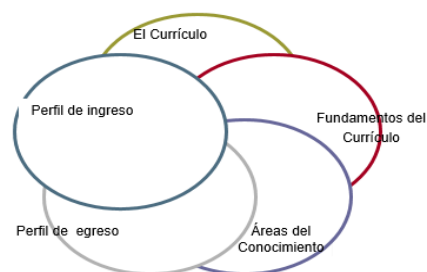 El Currículo
Perfil de ingreso
Fundamentos del
Currículo
Perfil de  egreso
Áreas del
Conocimiento